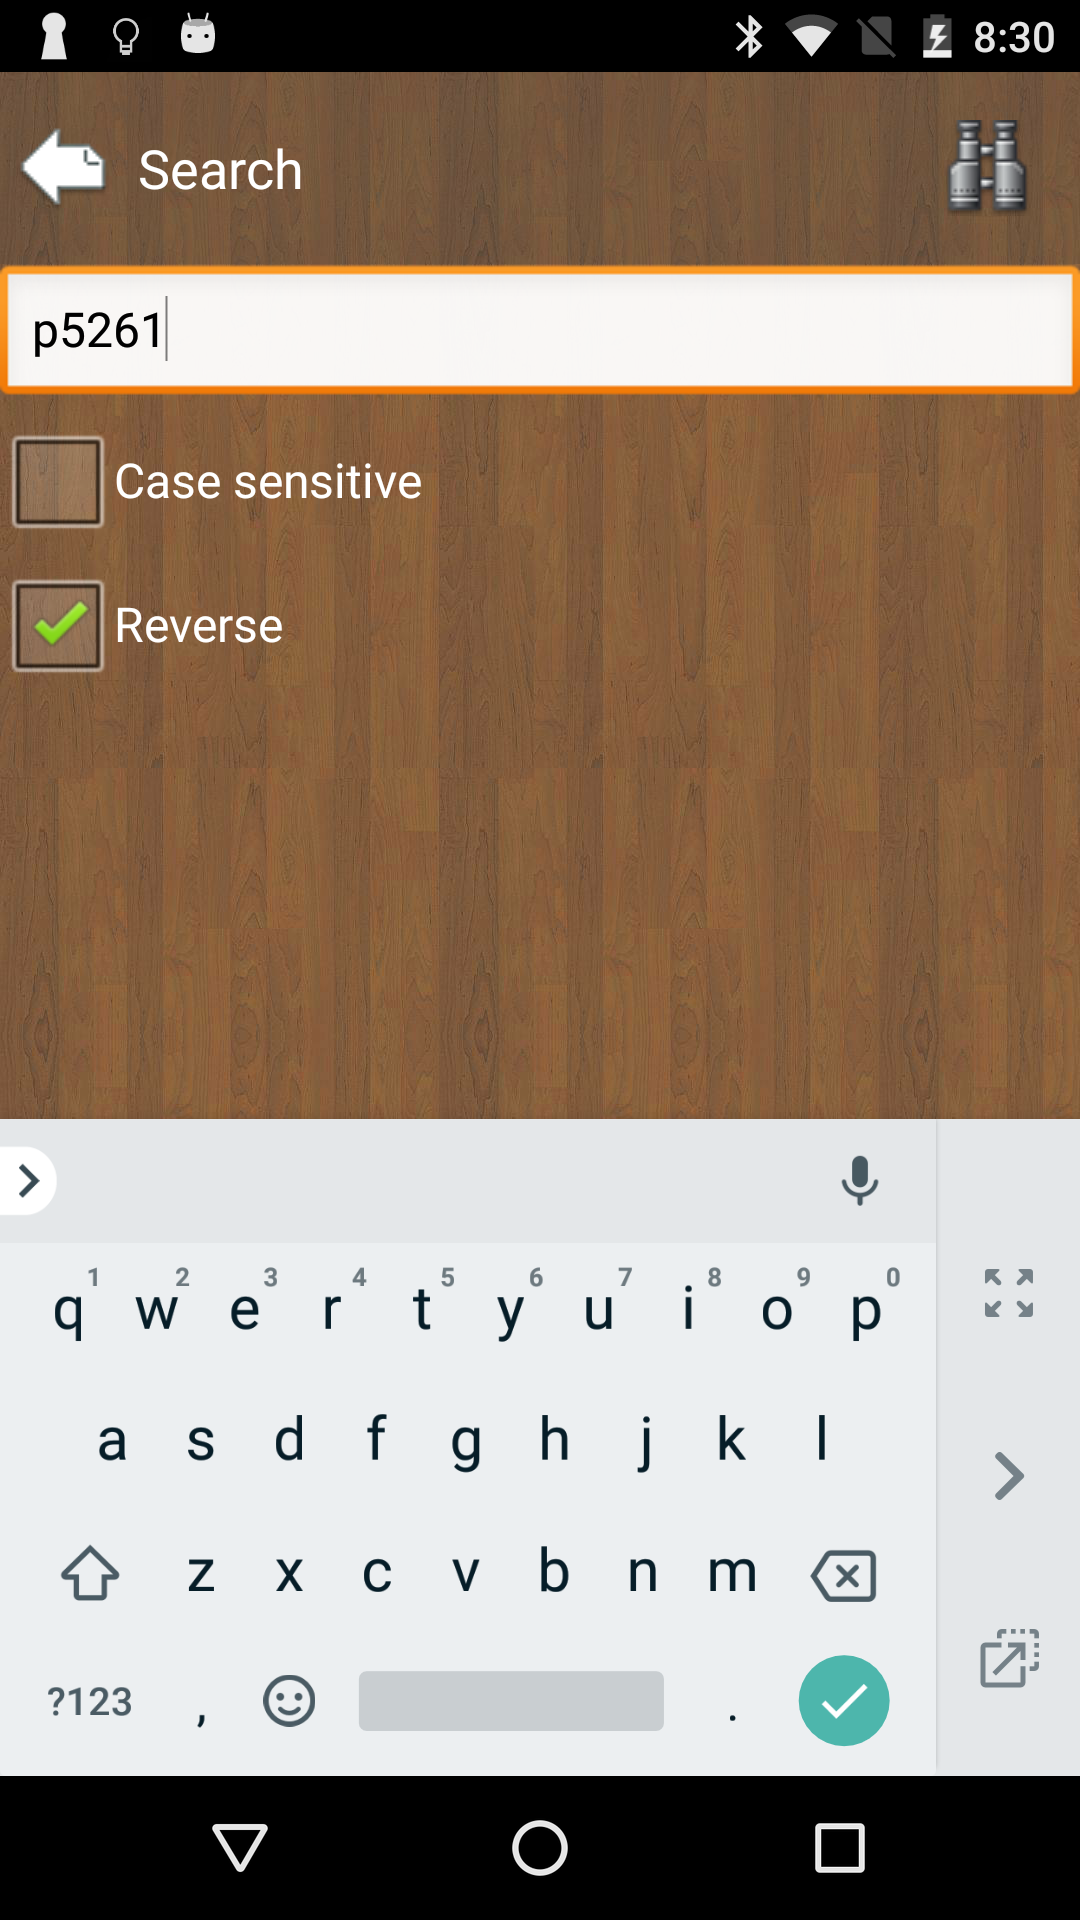 8:30
Search
p5261
Case sensitive
Reverse
1 2 3 4 5 6 7 8 9 0
q w e r t y u i o p
a s d f g h j k l
z x c v b n m
?123 , .